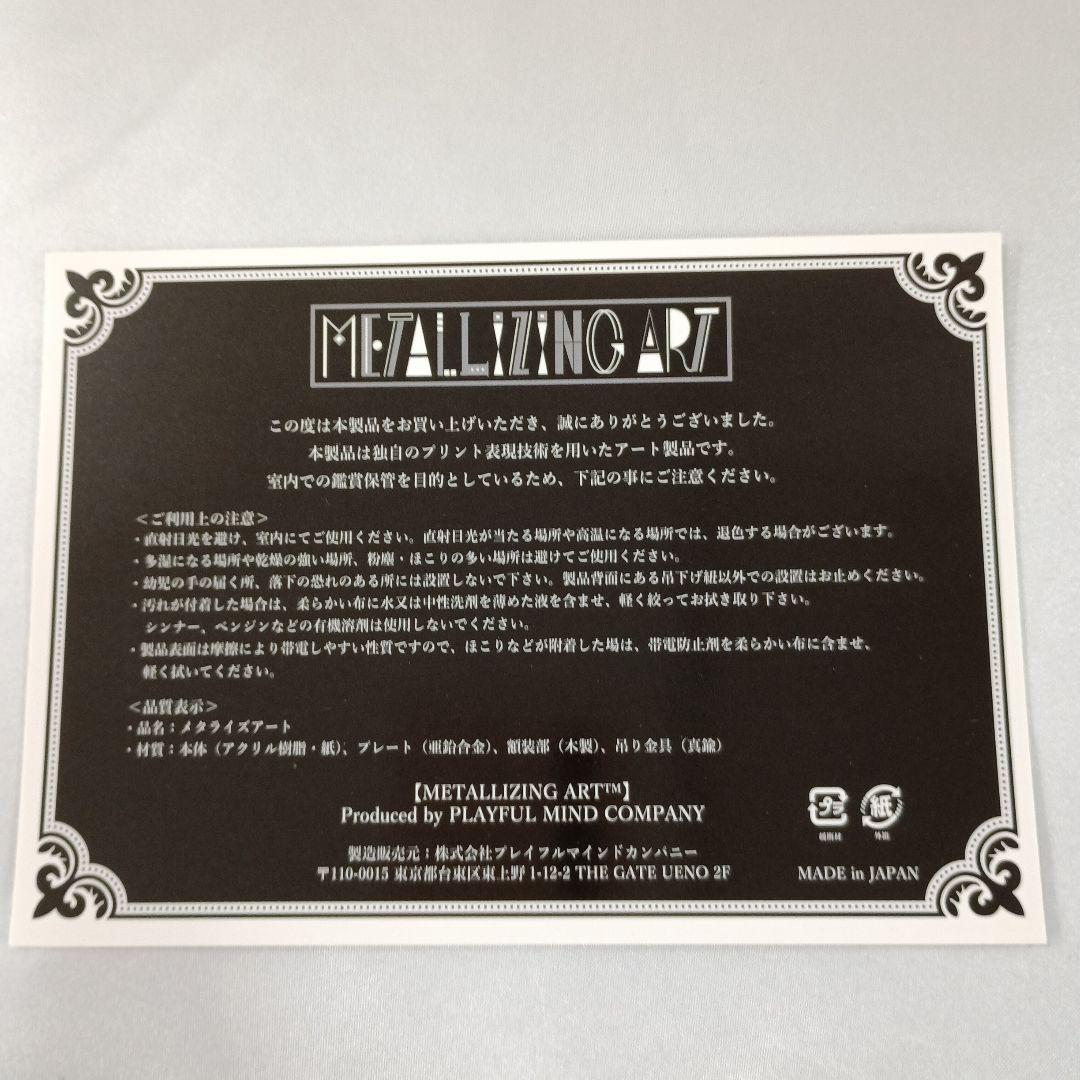 METALLIZING ART
この度は本製品をお買い上げいただき、誠にありがとうございました。
本製品は独自のプリント表現技術を用いたアート製品です。
室内での鑑賞保管を目的としているため、下記の事にご注意ください。
＜ご利用上の注意＞
・直射日光を避け、室内にてご使用ください。直射日光が当たる場所や高温になる場所では、退色する場合がございます。
・多湿になる場所や乾燥の強い場所、粉塵・ほこりの多い場所は避けてご使用ください。
・幼児の手の届く所、落下の恐れのある所には設置しないで下さい。製品背面にある吊下げ紐以外での設置はお止めください。
・汚れが付着した場合は、柔らかい布に水又は中性洗剤を薄めた液を含ませ、軽く絞ってお拭き取り下さい。
シンナー、ベンジンなどの有機溶剤は使用しないでください。
・製品表面は摩擦により帯電しやすい性質ですので、ほこりなどが附着した場は、帯電防止剤を柔らかい布に含ませ、
軽く拭いてください。
＜品質表示＞
・品名：メタライズアート
・材質：本体（アクリル樹脂・紙）、プレート（亜鉛合金）、額装部（木製）、吊り金具（真鍮）
【METALLIZING ART™】
Produced by PLAYFUL MIND COMPANY
製造販売元：株式会社プレイフルマインドカンパニー
〒110-0015 東京都台東区東上野 1-12-2 THE GATE UENO 2F
プラ 紙
MADE in JAPAN